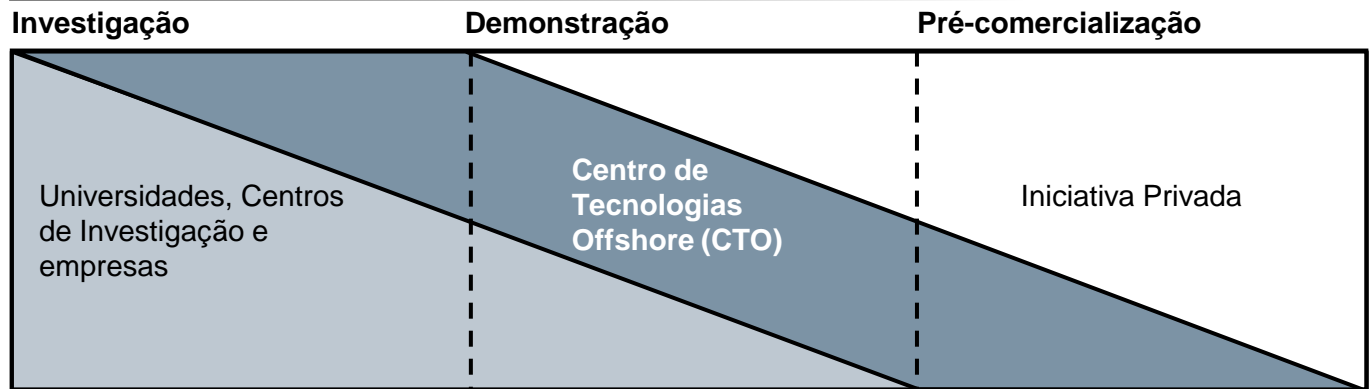 Investigação Demonstração Pré-comercialização
Universidades, Centros
de Investigação e
empresas
Centro de
Tecnologias
Offshore (CTO)
Iniciativa Privada